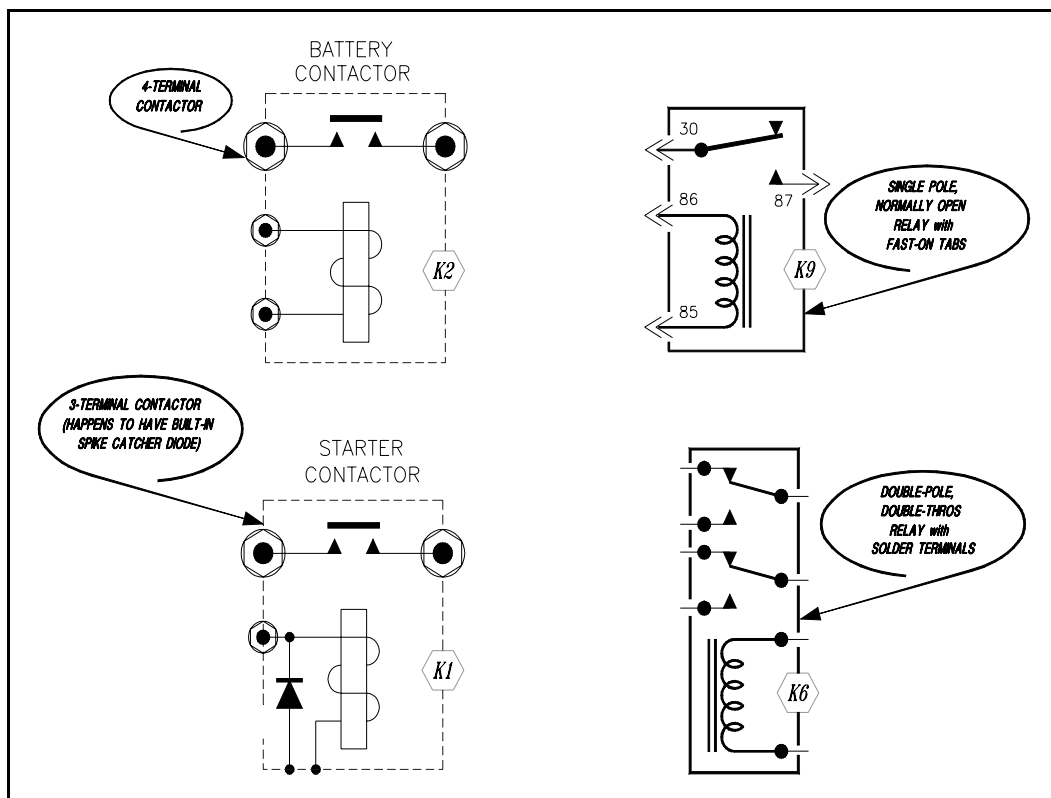 BATTERY
CONTACTOR
4-TERMINAL
CONTACTOR
K2
30
86
87
85
K9
SINGLE POLE,
NORMALLY OPEN
RELAY with
FAST-ON TABS
3-TERMINAL CONTACTOR
(HAPPENS TO HAVE BUILT-IN
SPIKE CATCHER DIODE)
STARTER
CONTACTOR
K1
DOUBLE-POLE,
DOUBLE-THROS
RELAY with
SOLDER TERMINALS
K6